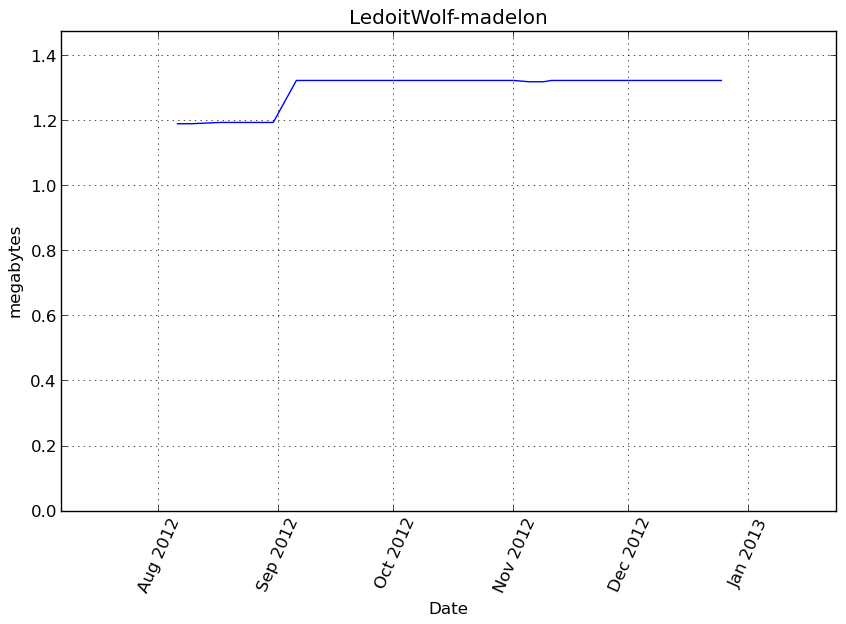 LedoitWolf-madelon
1.4
1.2
1.0
0.8
0.6
0.4
0.2
0.0
megabytes
Aug 2012
Sep 2012
Oct 2012
Nov 2012
Dec 2012
Jan 2013
Date